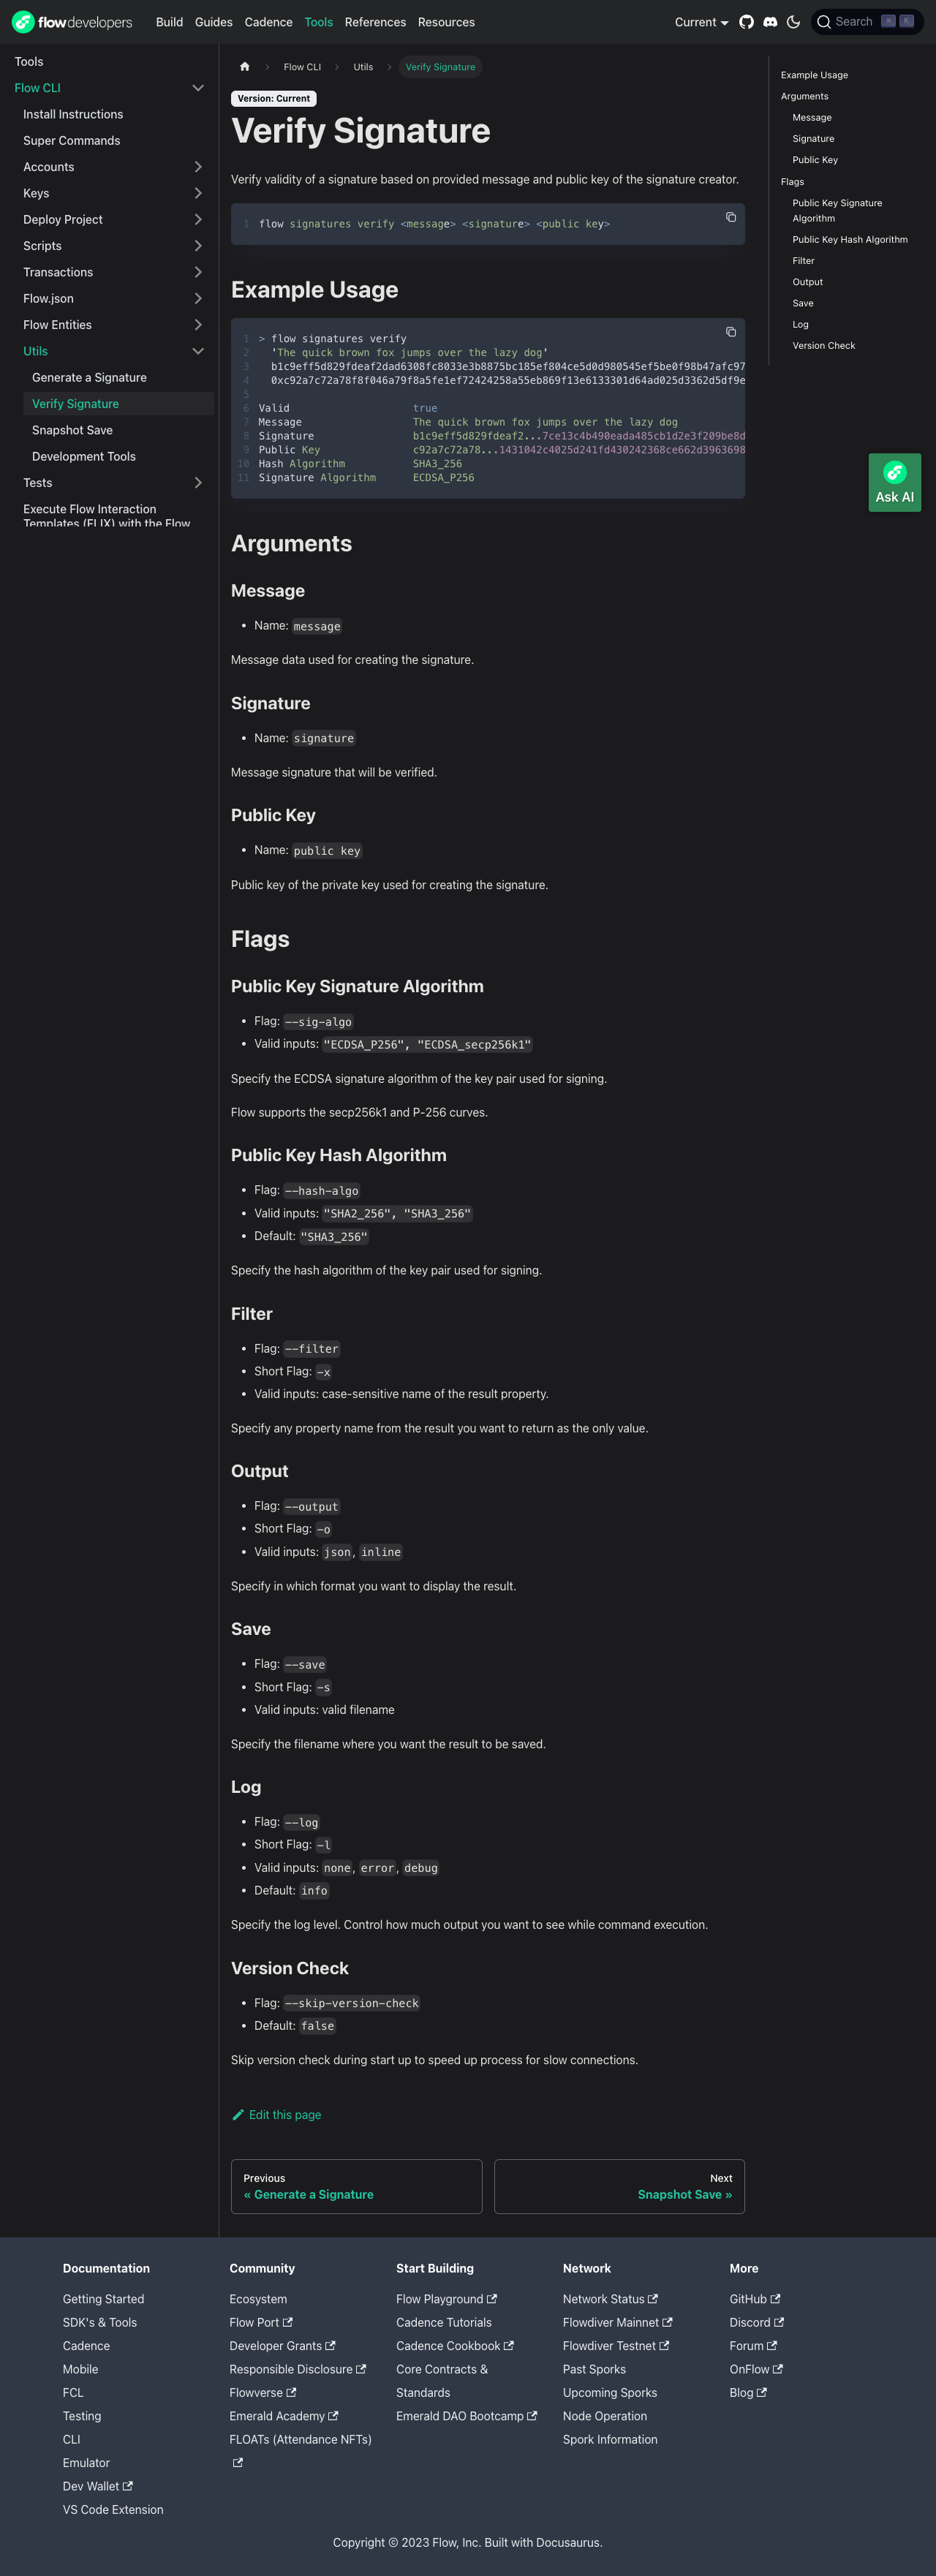 flowdevelopers Build Guides Cadence Tools References Resources Current Search K
Tools
Flow CLI
Install Instructions
Super Commands
Accounts
Keys
Deploy Project
Scripts
Transactions
Flow.json
Flow Entities
Utils
Generate a Signature
Verify Signature
Snapshot Save
Development Tools
Tests
Execute Flow Interaction
Templates (FLIX) with the Flow
Flow CLI Utils Verify Signature
Version: Current
Verify Signature
Verify validity of a signature based on provided message and public key of the signature creator.
1 flow signatures verify <message> <signature> <public key>
Example Usage
1 > flow signatures verify
2 'The quick brown fox jumps over the lazy dog'
3 b1c9eff5d829fdeaf2dad6308fc8033e3b8875bc185ef804ce5d0d980545ef5be0f98b47afc97
4 0xc92a7c72a78f8f046a79f8a5fe1ef72424258a55eb869f13e6133301d64ad025d3362d5df9e
5
6 Valid true
7 Message The quick brown fox jumps over the lazy dog
8 Signature b1c9eff5d829fdeaf2...7ce13c4b490eada485cb1d2e3f209be8d
9 Public Key c92a7c72a78...1431042c4025d241fd430242368ce662d3963698
10 Hash Algorithm SHA3_256
11 Signature Algorithm ECDSA_P256
Arguments
Message
• Name: message
Message data used for creating the signature.
Signature
• Name: signature
Message signature that will be verified.
Public Key
• Name: public key
Public key of the private key used for creating the signature.
Flags
Public Key Signature Algorithm
• Flag: --sig-algo
• Valid inputs: "ECDSA_P256", "ECDSA_secp256k1"
Specify the ECDSA signature algorithm of the key pair used for signing.
Flow supports the secp256k1 and P-256 curves.
Public Key Hash Algorithm
• Flag: --hash-algo
• Valid inputs: "SHA2_256", "SHA3_256"
• Default: "SHA3_256"
Specify the hash algorithm of the key pair used for signing.
Filter
• Flag: --filter
• Short Flag: -x
• Valid inputs: case-sensitive name of the result property.
Specify any property name from the result you want to return as the only value.
Output
• Flag: --output
• Short Flag: -o
• Valid inputs: json, inline
Specify in which format you want to display the result.
Save
• Flag: --save
• Short Flag: -s
• Valid inputs: valid filename
Specify the filename where you want the result to be saved.
Log
• Flag: --log
• Short Flag: -l
• Valid inputs: none, error, debug
• Default: info
Specify the log level. Control how much output you want to see while command execution.
Version Check
• Flag: --skip-version-check
• Default: false
Skip version check during start up to speed up process for slow connections.
Edit this page
Previous
« Generate a Signature
Next
Snapshot Save »
Example Usage
Arguments
Message
Signature
Public Key
Flags
Public Key Signature
Algorithm
Public Key Hash Algorithm
Filter
Output
Save
Log
Version Check
Ask AI
Documentation
Getting Started
SDK's & Tools
Cadence
Mobile
FCL
Testing
CLI
Emulator
Dev Wallet
VS Code Extension
Community
Ecosystem
Flow Port
Developer Grants
Responsible Disclosure
Flowverse
Emerald Academy
FLOATs (Attendance NFTs)
Start Building
Flow Playground
Cadence Tutorials
Cadence Cookbook
Core Contracts &
Standards
Emerald DAO Bootcamp
Network
Network Status
Flowdiver Mainnet
Flowdiver Testnet
Past Sporks
Upcoming Sporks
Node Operation
Spork Information
More
GitHub
Discord
Forum
OnFlow
Blog
Copyright © 2023 Flow, Inc. Built with Docusaurus.